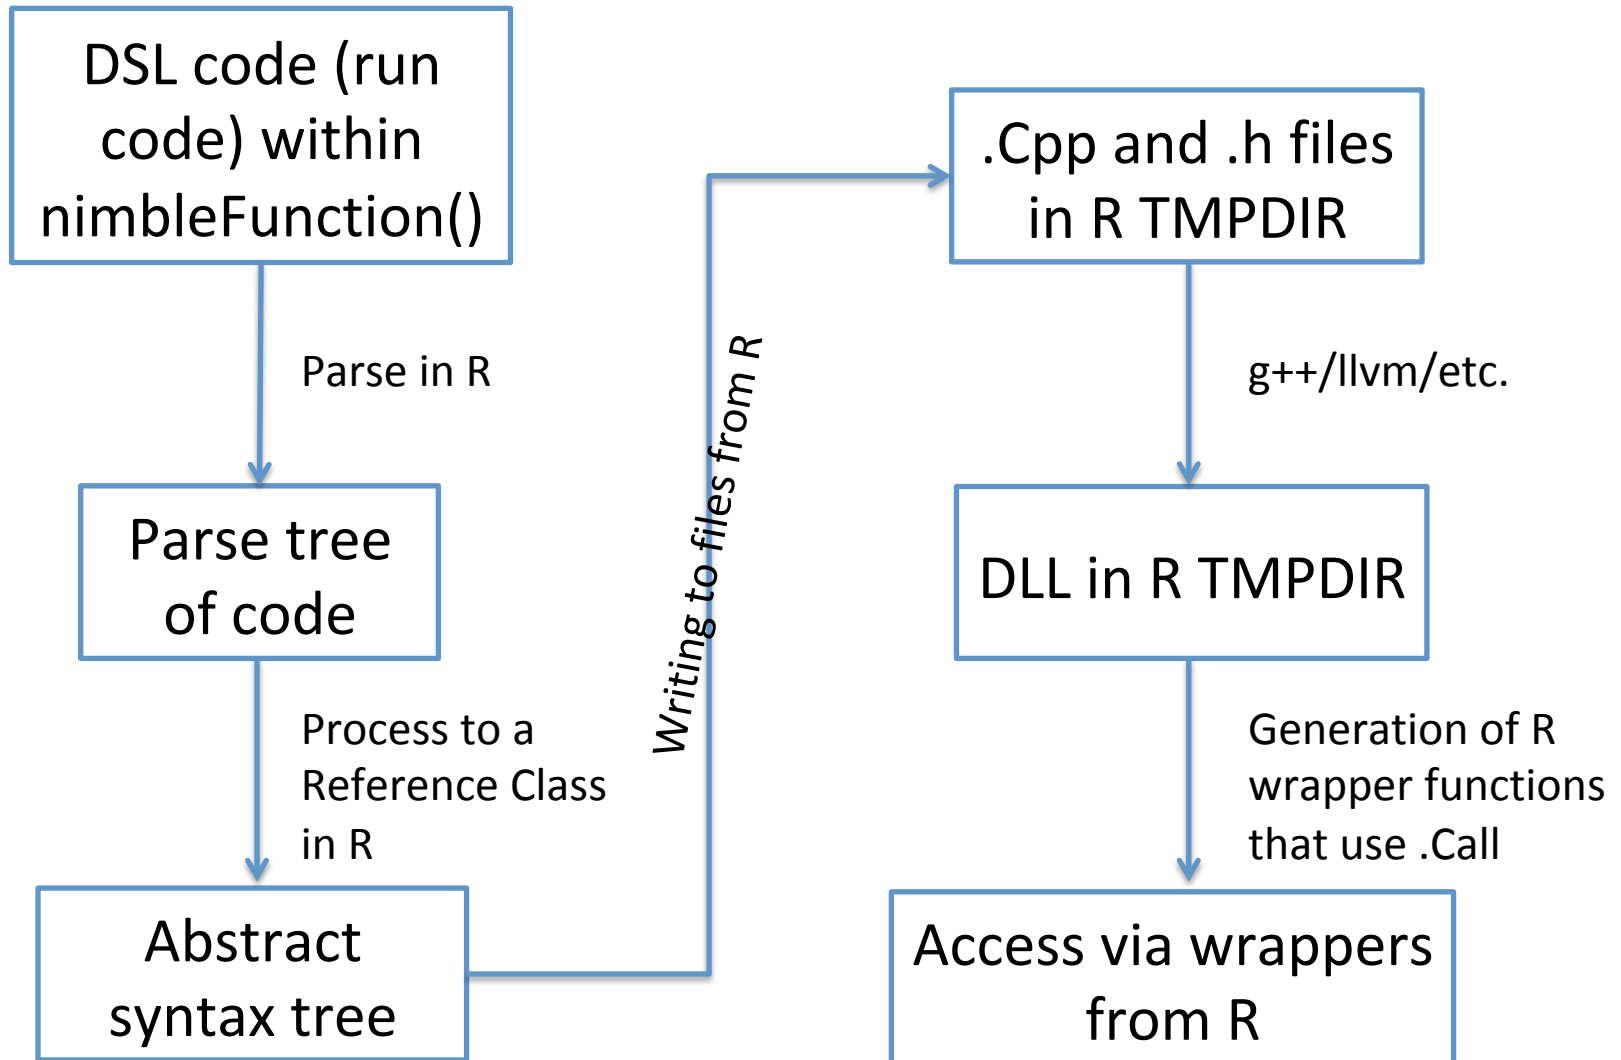 DSL code (run
code) within
nimbleFunction()
Parse in R
Parse tree
of code
Process to a
Reference Class
in R
Abstract
syntax tree
Writing to files from R
.Cpp and .h files
in R TMPDIR
g++/llvm/etc.
DLL in R TMPDIR
Generation of R
wrapper functions
that use .Call
Access via wrappers
from R